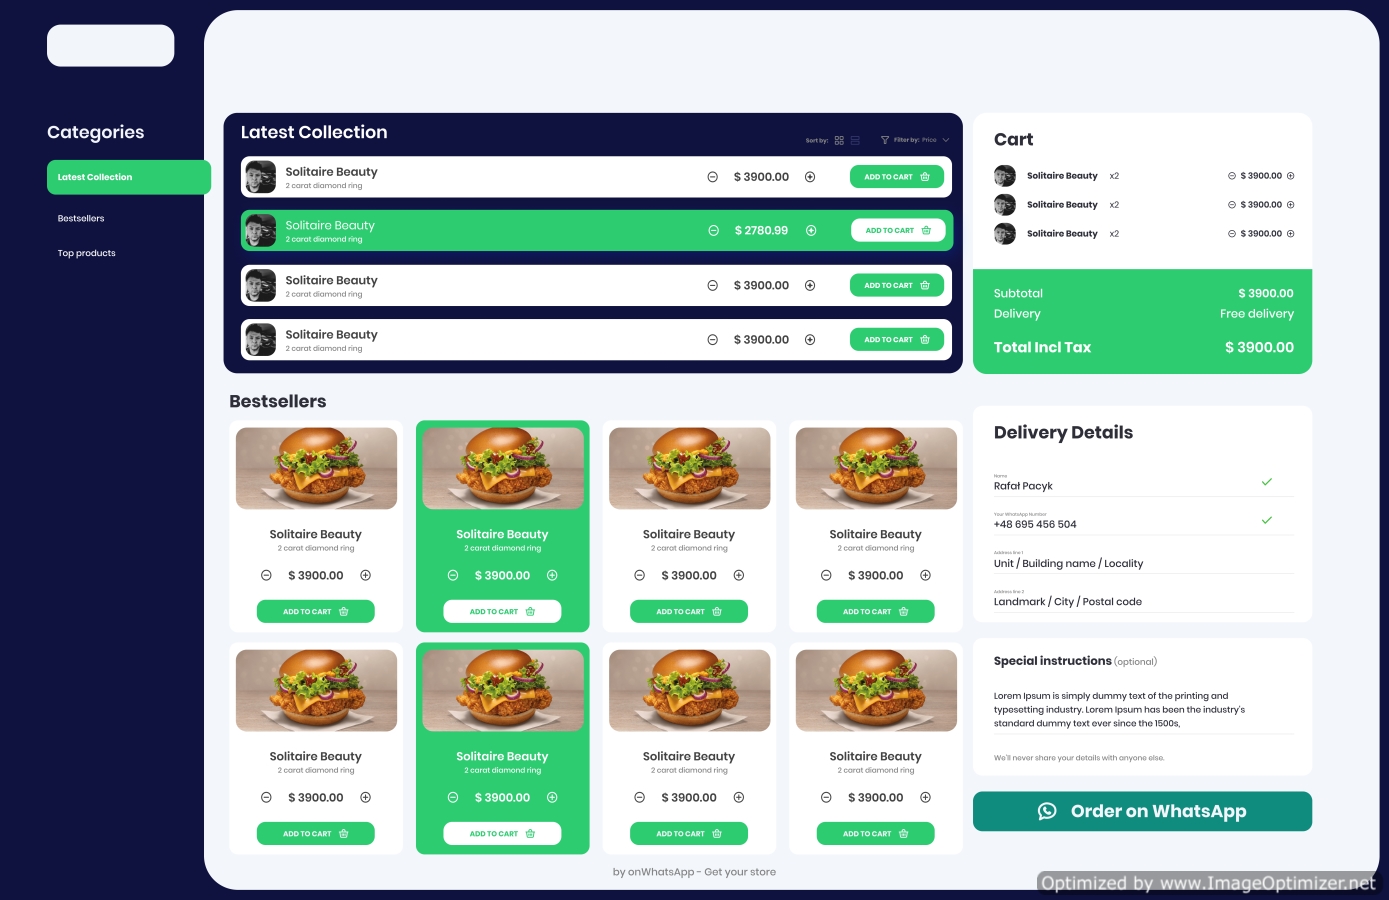 Categories
Latest Collection
Bestsellers
Top products
Latest Collection
Sort by:
Filter by: Price
Solitaire Beauty
2 carat diamond ring
$ 3900.00
ADD TO CART
Solitaire Beauty
2 carat diamond ring
$ 2780.99
ADD TO CART
Solitaire Beauty
2 carat diamond ring
$ 3900.00
ADD TO CART
Solitaire Beauty
2 carat diamond ring
$ 3900.00
ADD TO CART
Cart
Solitaire Beauty x2 $ 3900.00
Solitaire Beauty x2 $ 3900.00
Solitaire Beauty x2 $ 3900.00
Subtotal $ 3900.00
Delivery Free delivery
Total Incl Tax $ 3900.00
Bestsellers
Solitaire Beauty
2 carat diamond ring
$ 3900.00
ADD TO CART
Solitaire Beauty
2 carat diamond ring
$ 3900.00
ADD TO CART
Solitaire Beauty
2 carat diamond ring
$ 3900.00
ADD TO CART
Solitaire Beauty
2 carat diamond ring
$ 3900.00
ADD TO CART
Solitaire Beauty
2 carat diamond ring
$ 3900.00
ADD TO CART
Solitaire Beauty
2 carat diamond ring
$ 3900.00
ADD TO CART
Solitaire Beauty
2 carat diamond ring
$ 3900.00
ADD TO CART
Solitaire Beauty
2 carat diamond ring
$ 3900.00
ADD TO CART
Delivery Details
Name
Rafał Pacyk
Your WhatsApp Number
+48 695 456 504
Address line 1
Unit / Building name / Locality
Address line 2
Landmark / City / Postal code
Special instructions (optional)
Lorem Ipsum is simply dummy text of the printing and
typesetting industry. Lorem Ipsum has been the industry's
standard dummy text ever since the 1500s,
We'll never share your details with anyone else.
Order on WhatsApp
by onWhatsApp - Get your store
Optimized by www.ImageOptimizer.net